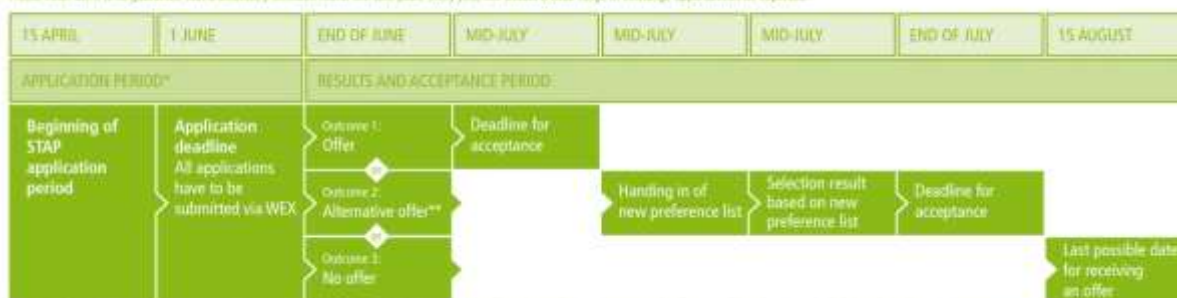 15 APRIL
1 JUNE
END OF JUNE
MID-JULY
MID-JULY
MID-JULY
END OF JULY
15 AUGUST
APPLICATION PERIOD*
RESULTS AND ACCEPTANCE PERIOD
Beginning of
STAP
application
period
Application
deadline
All applications
have to be
submitted via WEX
Outcome 1:
Offer
or
Outcome 2:
Alternative offer**
or
Outcome 3:
No offer
Deadline for
acceptance
Handing in of
new preference list
Selection result
based on new
preference list
Deadline for
acceptance
Last possible date
for receiving
an offer